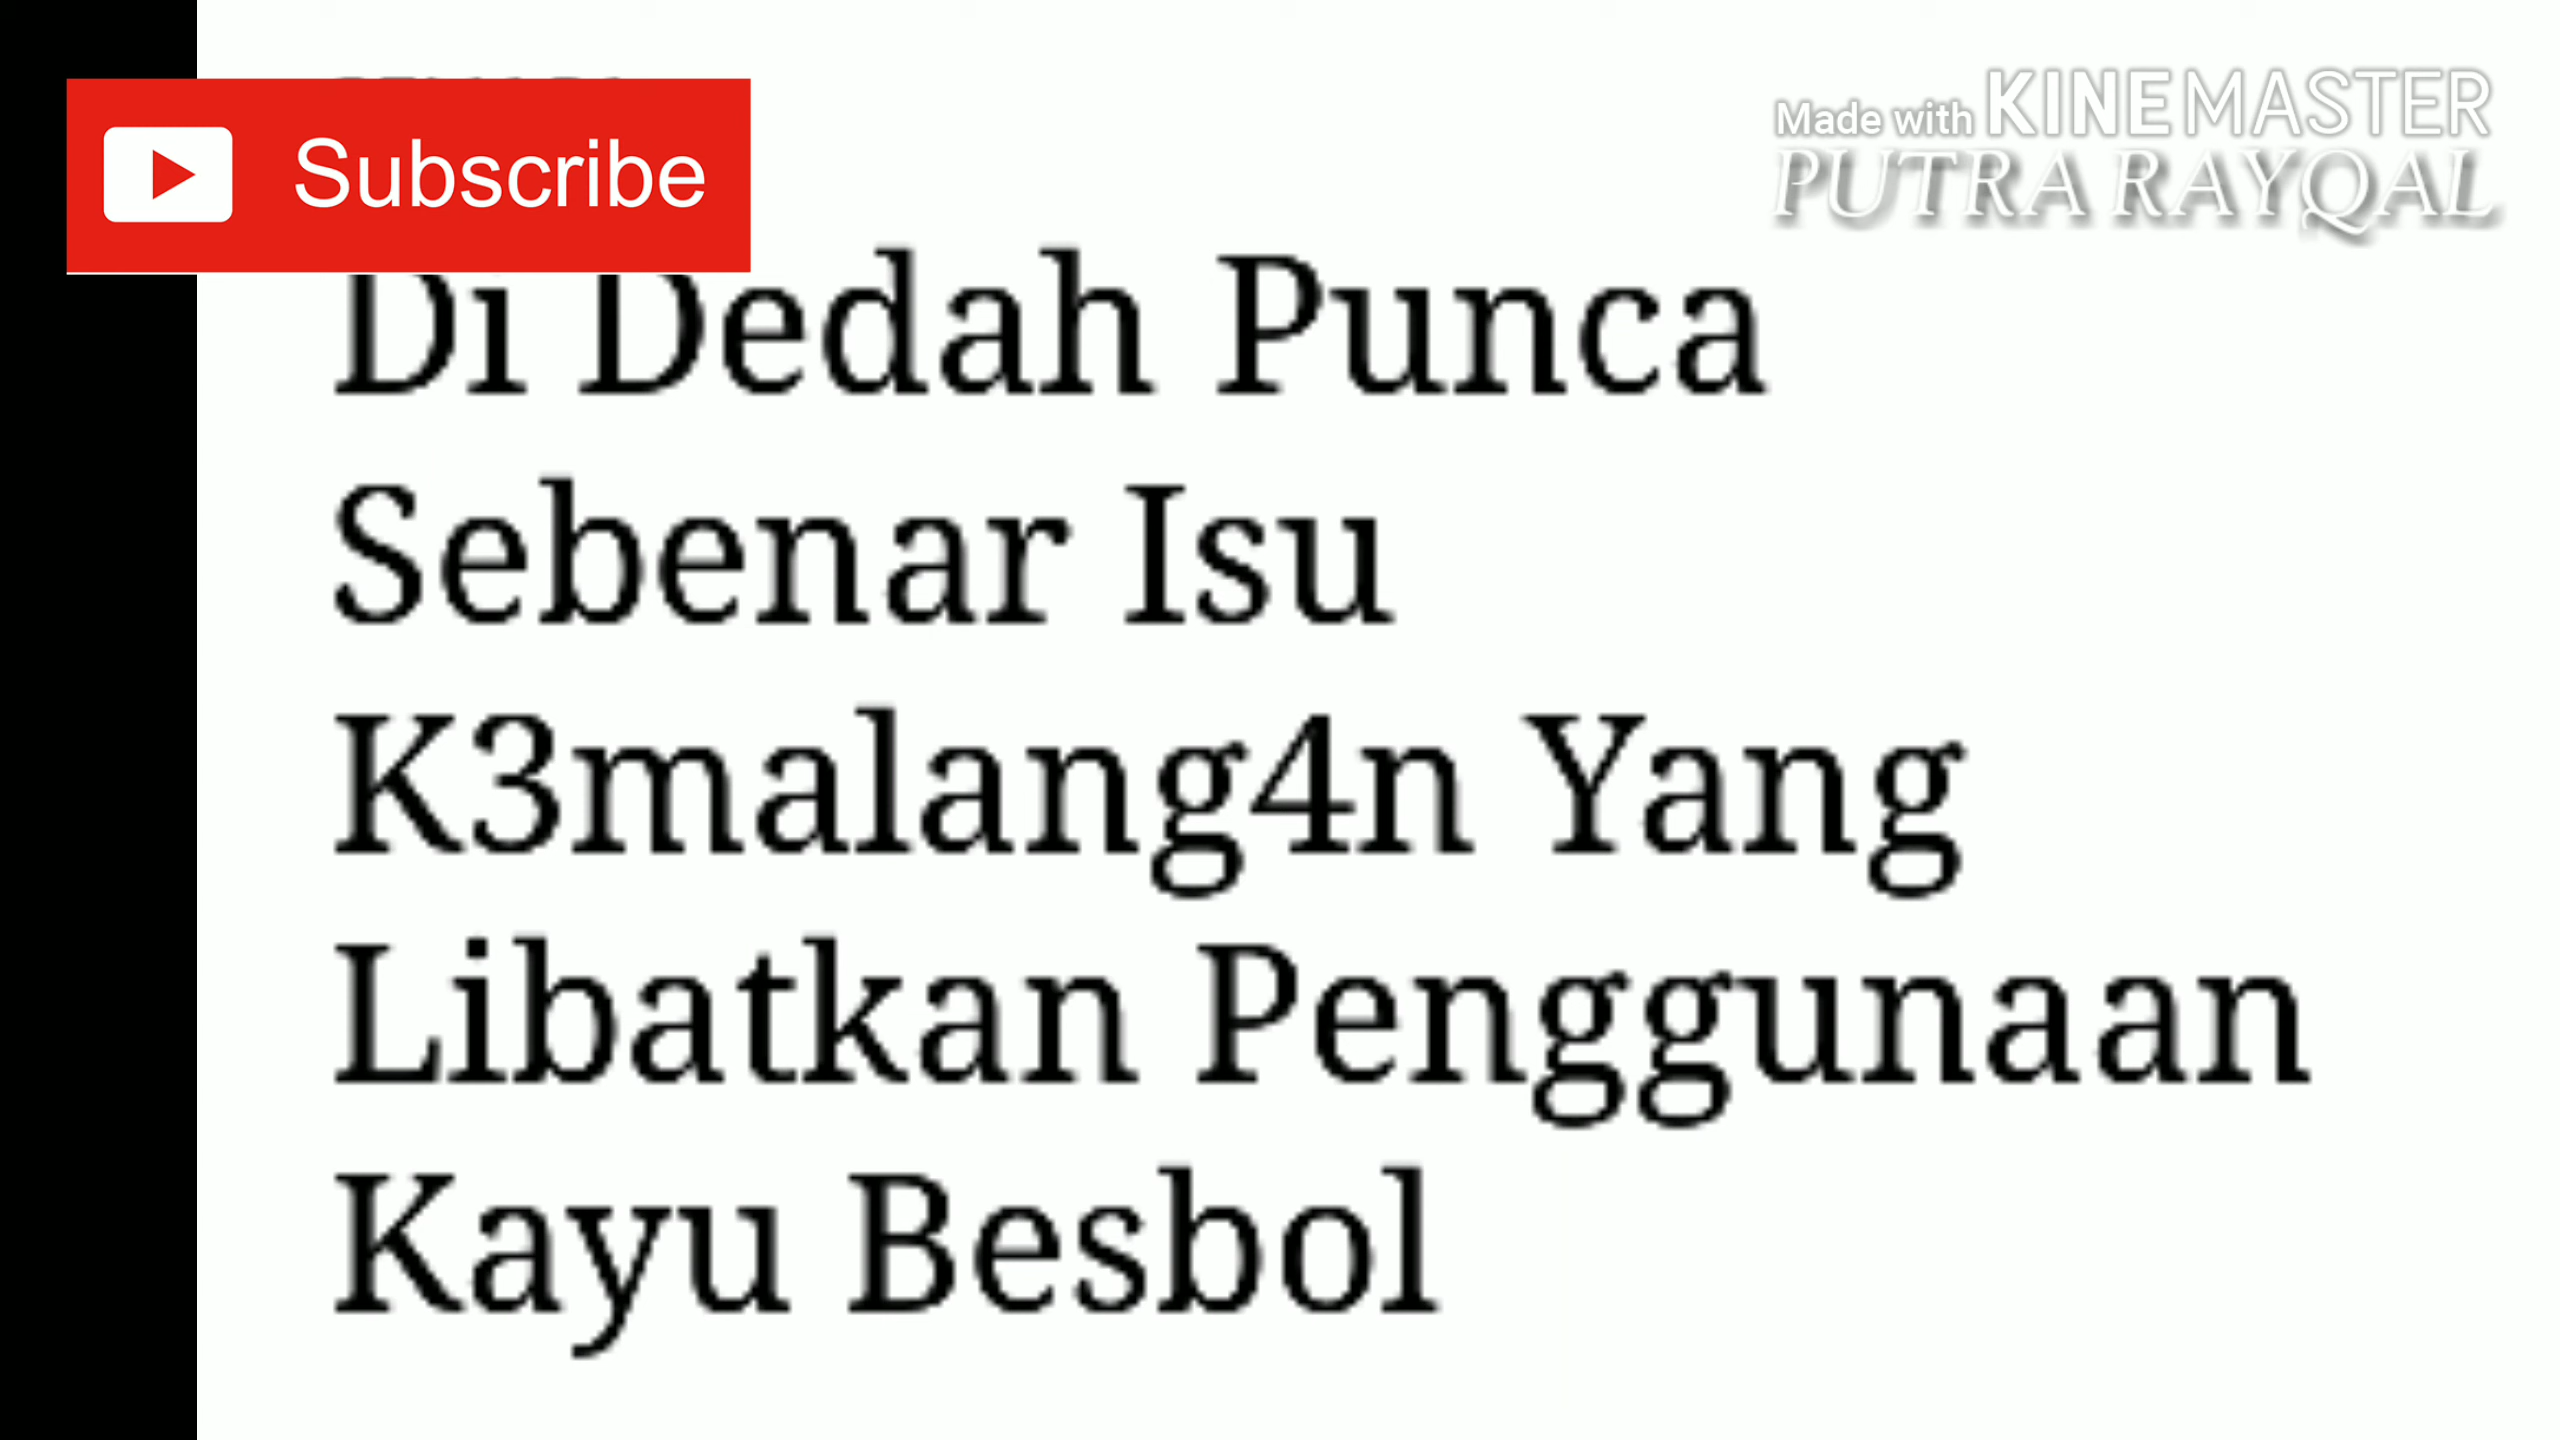 Subscribe
Made with KINEMASTER
PUTRA RAYQAL
Di Dedah Punca
Sebenar Isu
K3malang4n Yang
Libatkan Penggunaan
Kayu Besbol